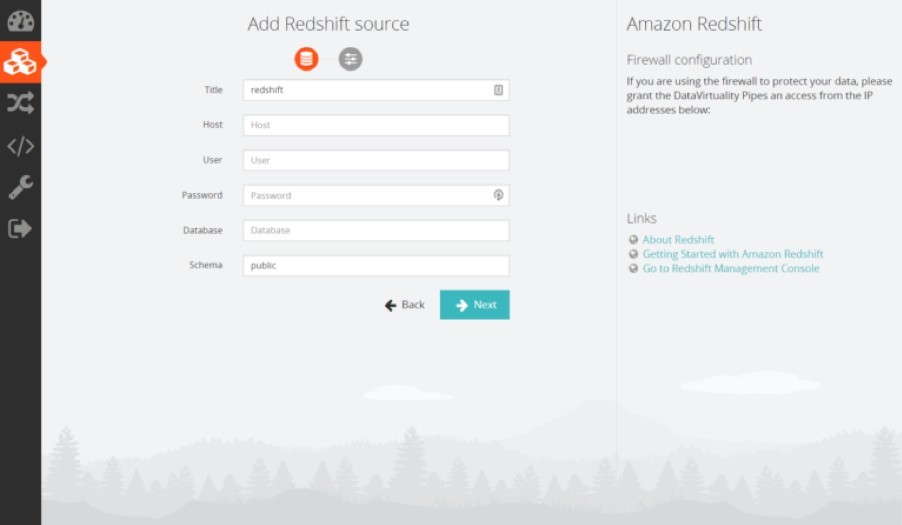 Add Redshift source
Title
redshift
Host
Host
User
User
Password
Password
Database
Database
Schema
public
Back
Next
Amazon Redshift
Firewall configuration
If you are using the firewall to protect your data, please
grant the DataVirtuality Pipes an access from the IP
addresses below:
Links
About Redshift
Getting Started with Amazon Redshift
Go to Redshift Management Console